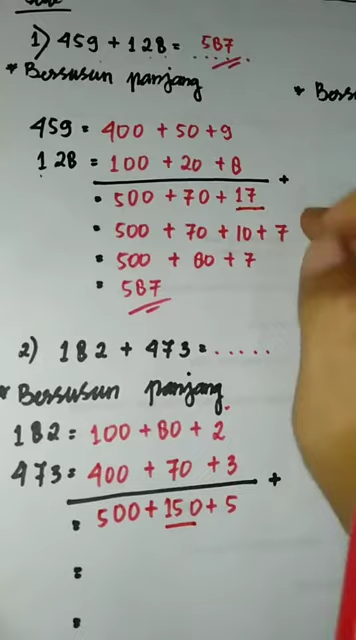 1) 459 + 128 = 587
* Bersusun panjang
459 = 400 + 50 + 9
128 = 100 + 20 + 8
+
= 500 + 70 + 17
= 500 + 70 + 10 + 7
= 500 + 80 + 7
= 587
2) 182 + 473 = ......
* Bersusun panjang
182 = 100 + 80 + 2
473 = 400 + 70 + 3
+
= 500 + 150 + 5
=
=